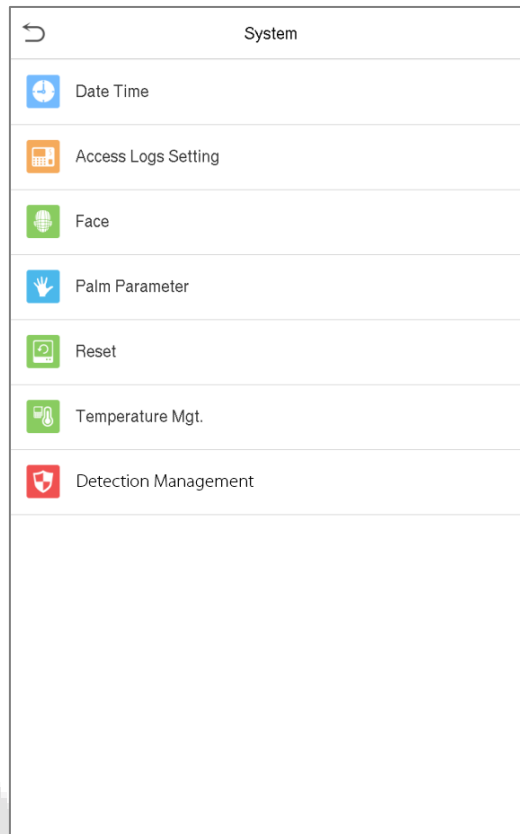 System
Date Time
Access Logs Setting
Face
Palm Parameter
Reset
Temperature Mgt.
Detection Management